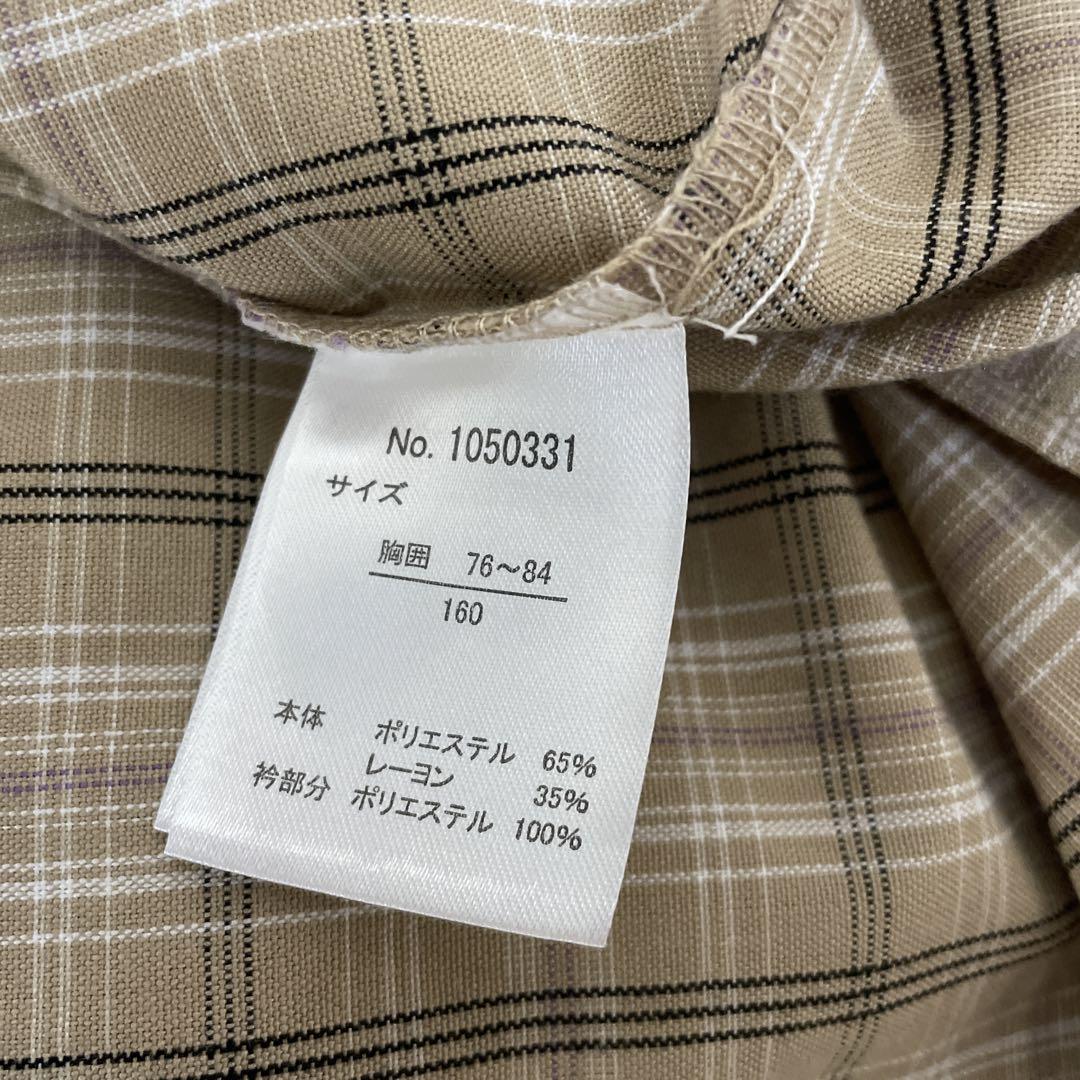 No. 1050331
サイズ
胸囲 76〜84
160
本体 ポリエステル 65%
レーヨン 35%
衿部分 ポリエステル 100%